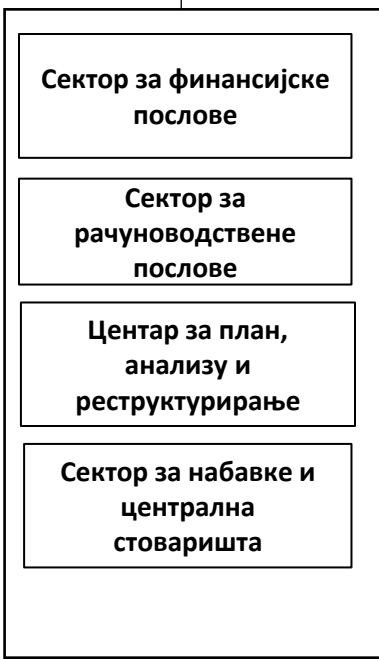 Сектор за финансијске
послове
Сектор за
рачуноводствене
послове
Центар за план,
анализу и
реструктурирање
Сектор за набавке и
централна
стоваришта